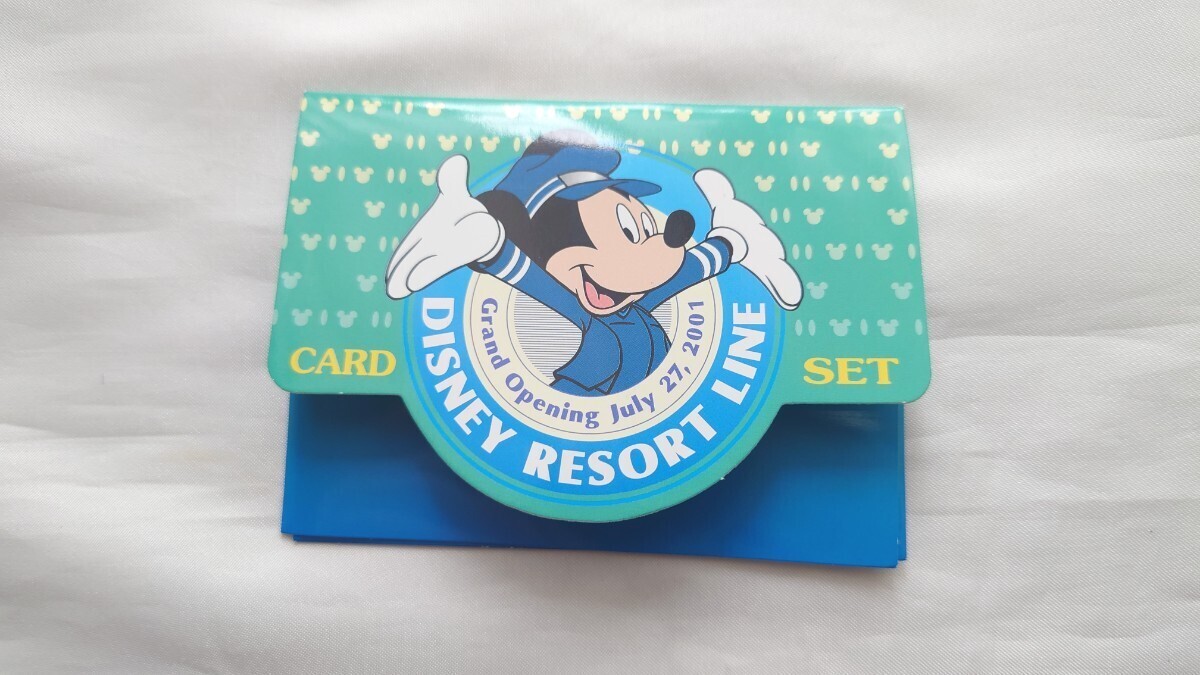 CARD
SET
Grand Opening July 27, 2001
DISNEY RESORT LINE